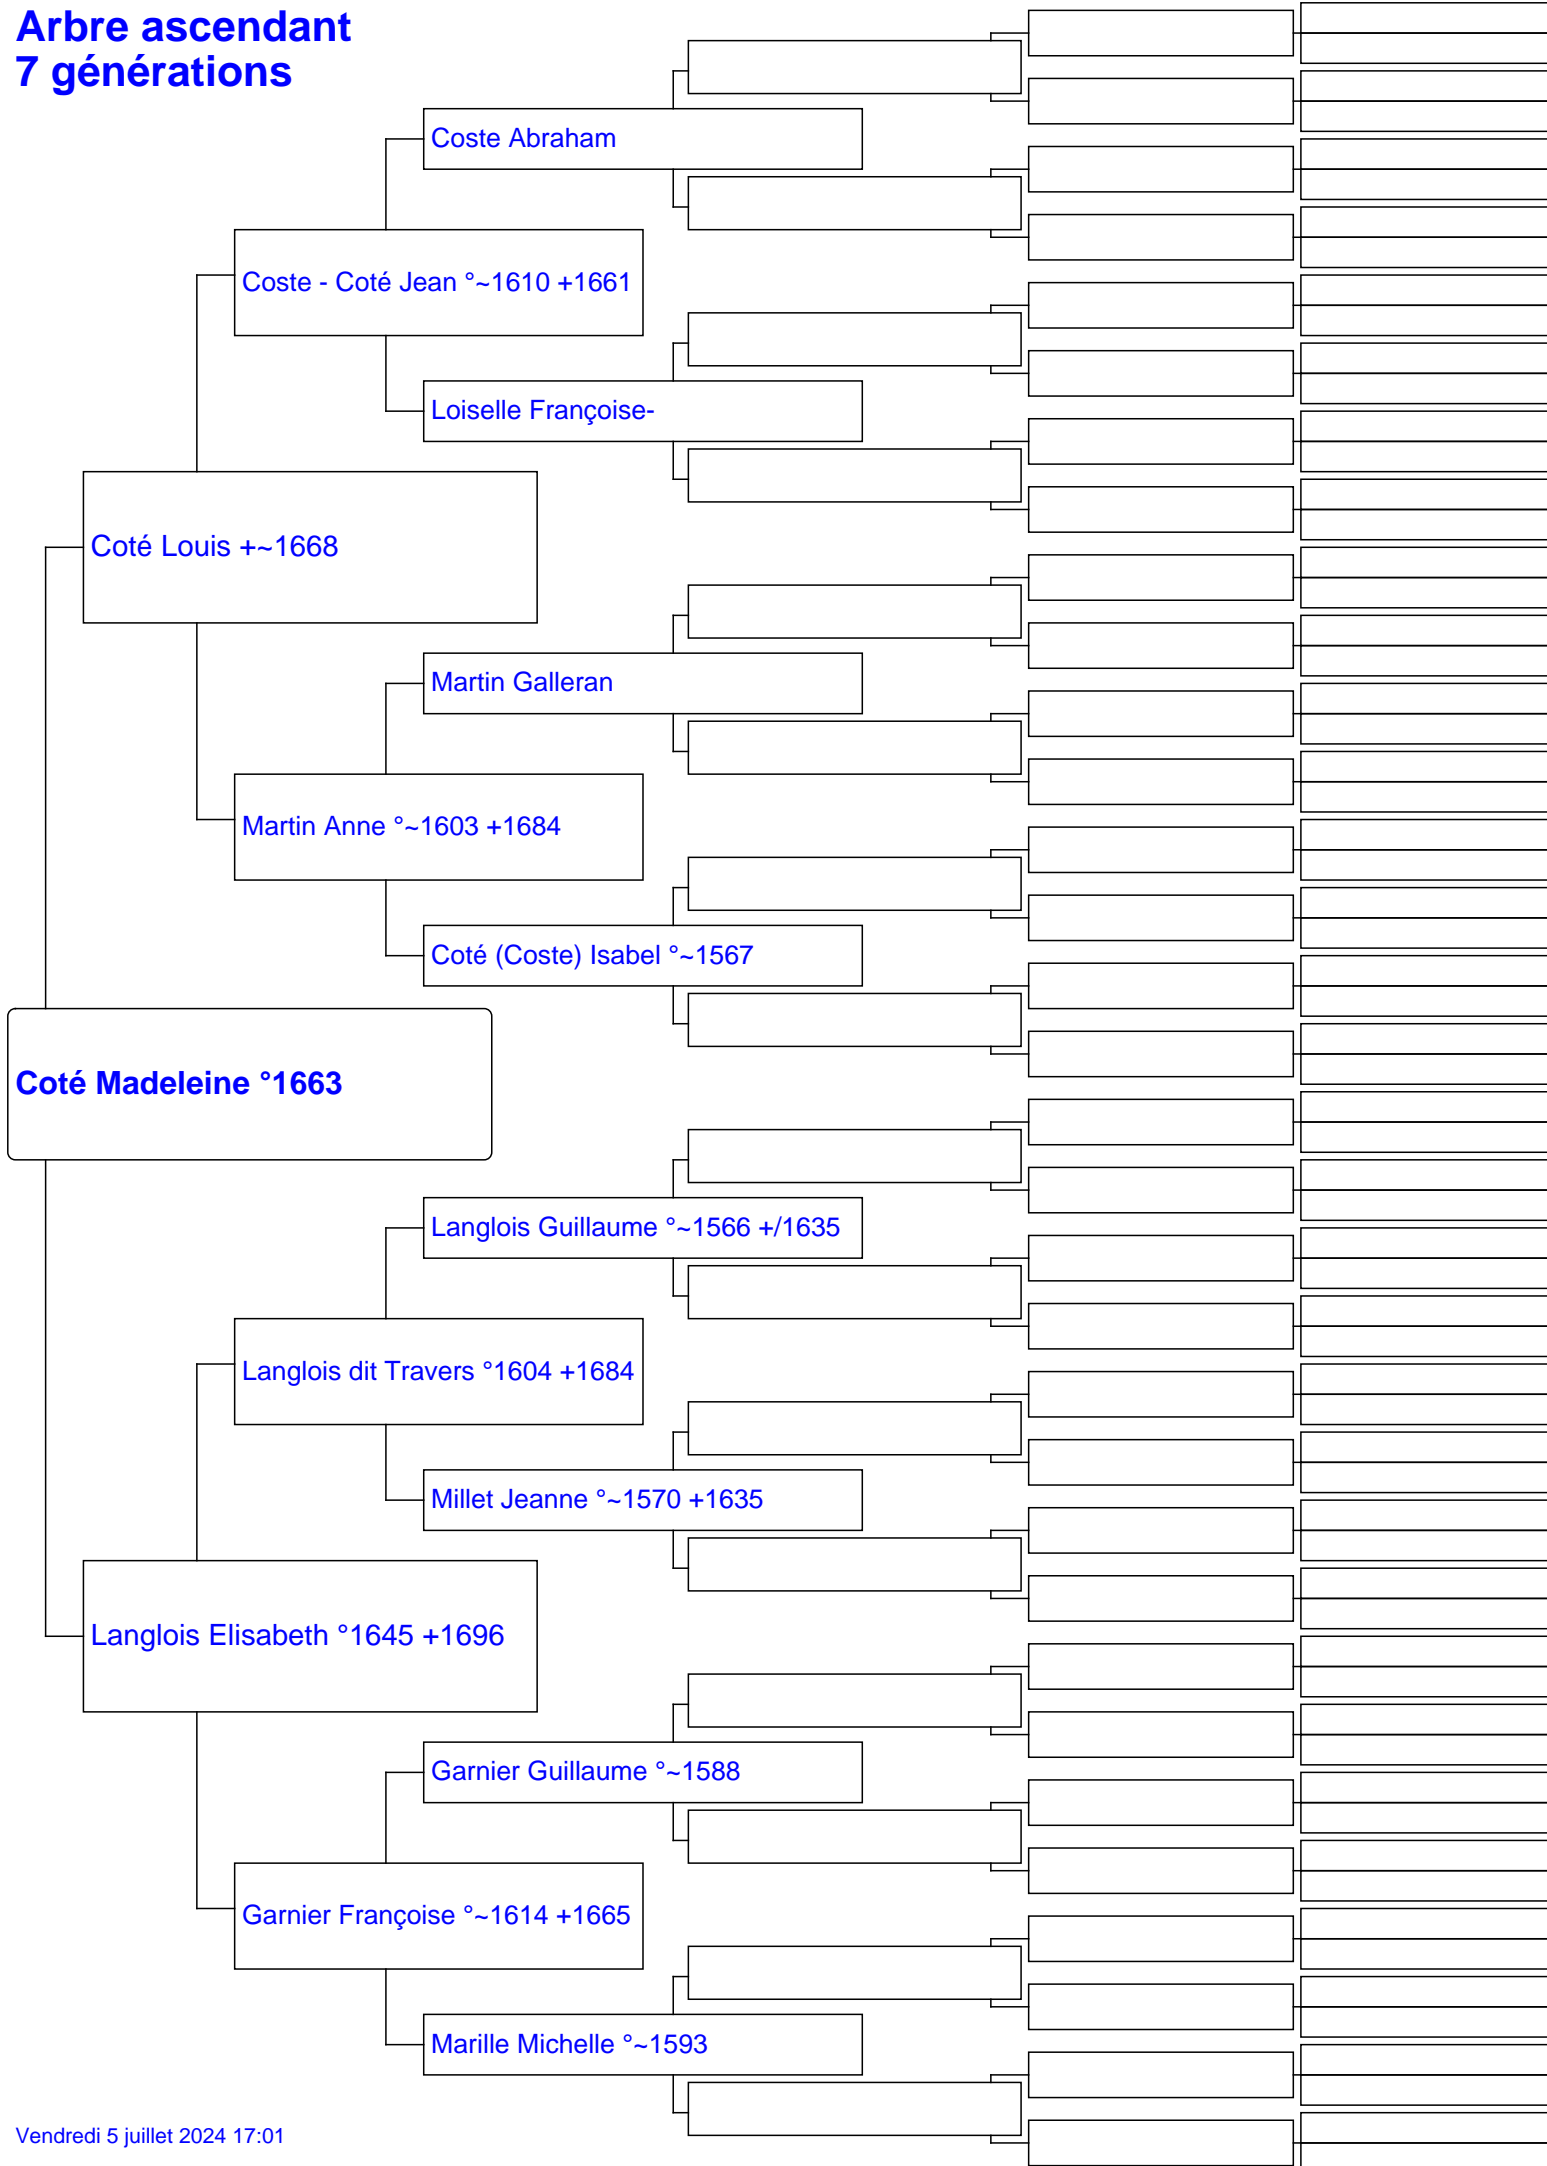 Arbre ascendant
7 générations
Coste Abraham
Coste - Coté Jean °~1610 +1661
Loiselle Françoise-
Coté Louis +~1668
Martin Galleran
Martin Anne °~1603 +1684
Coté (Coste) Isabel °~1567
Coté Madeleine °1663
Langlois Guillaume °~1566 +/1635
Langlois dit Travers °1604 +1684
Millet Jeanne °~1570 +1635
Langlois Elisabeth °1645 +1696
Garnier Guillaume °~1588
Garnier Françoise °~1614 +1665
Marille Michelle °~1593
Vendredi 5 juillet 2024 17:01